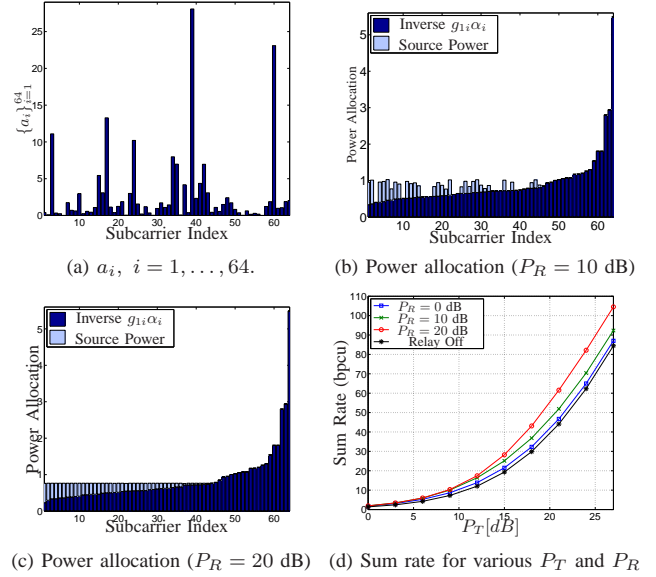 25
20
15
10
5
0
{a_i}_{i=1}^{64}
10 20 30 40 50 60
Subcarrier Index
(a) a_i, i = 1, . . . , 64.
Inverse g_{1i}α_i
Source Power
5
4
3
2
1
0
Power Allocation
10 20 30 40 50 60
Subcarrier Index
(b) Power allocation (P_R = 10 dB)
Inverse g_{1i}α_i
Source Power
5
3
1
Power Allocation
10 20 30 40 50 60
Subcarrier Index
(c) Power allocation (P_R = 20 dB)
110
100
90
80
70
60
50
40
30
20
10
0
Sum Rate (bpcu)
P_R = 0 dB
P_R = 10 dB
P_R = 20 dB
Relay Off
0 5 10 15 20 25
P_T[dB]
(d) Sum rate for various P_T and P_R